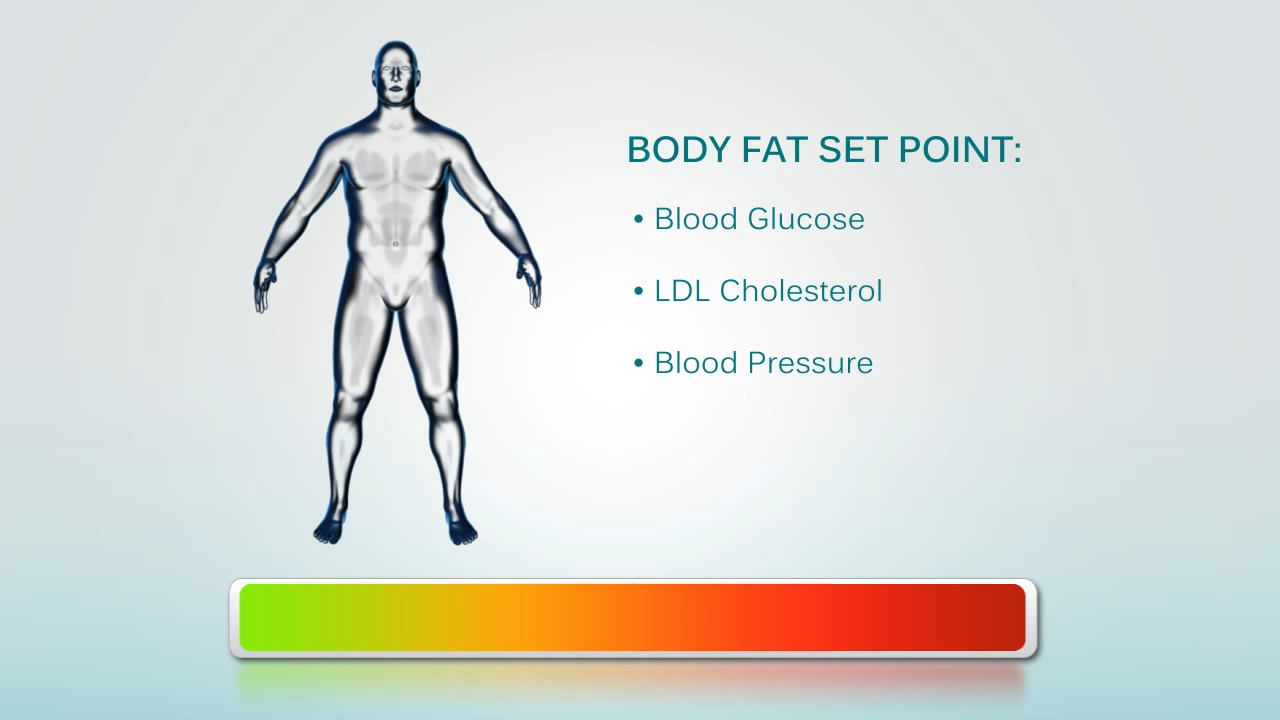 BODY FAT SET POINT:
• Blood Glucose
• LDL Cholesterol
• Blood Pressure